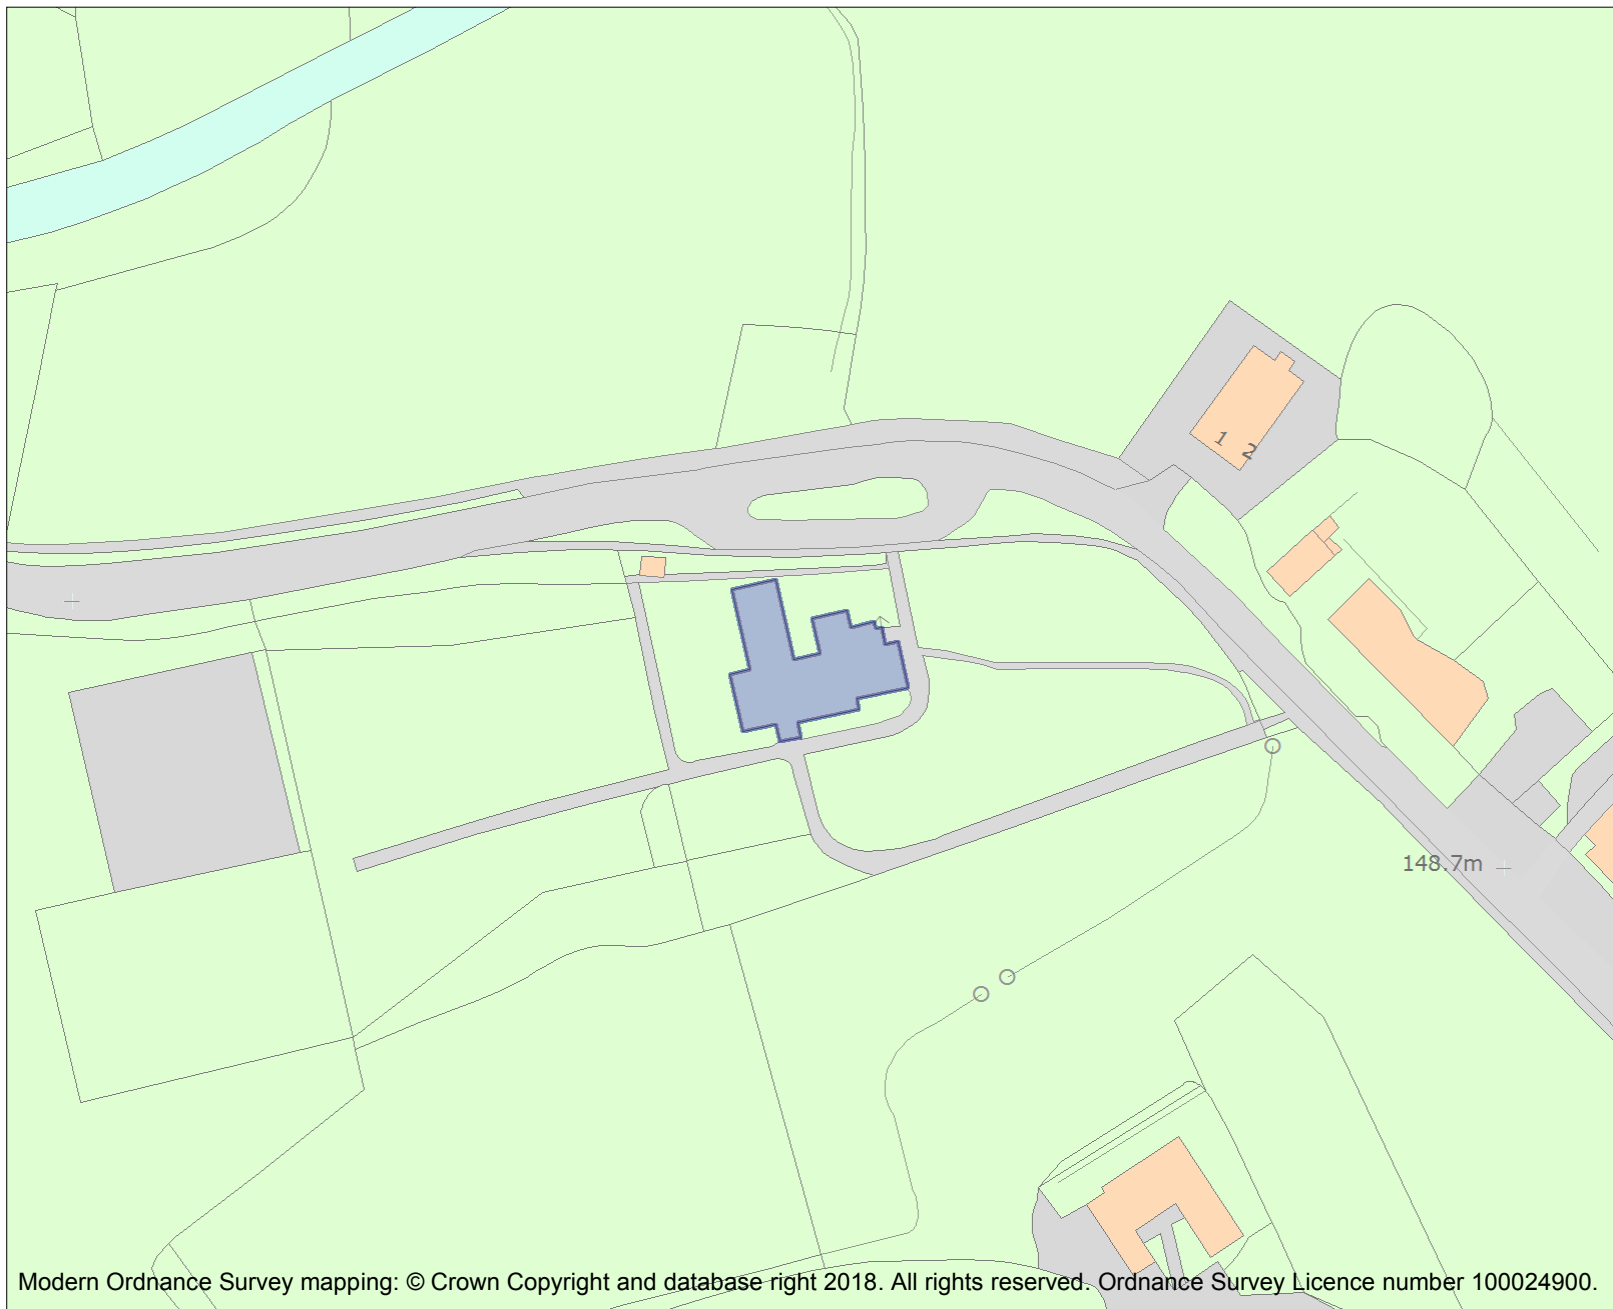 1 2
148.7m
Modern Ordnance Survey mapping: © Crown Copyright and database right 2018. All rights reserved. Ordnance Survey Licence number 100024900.